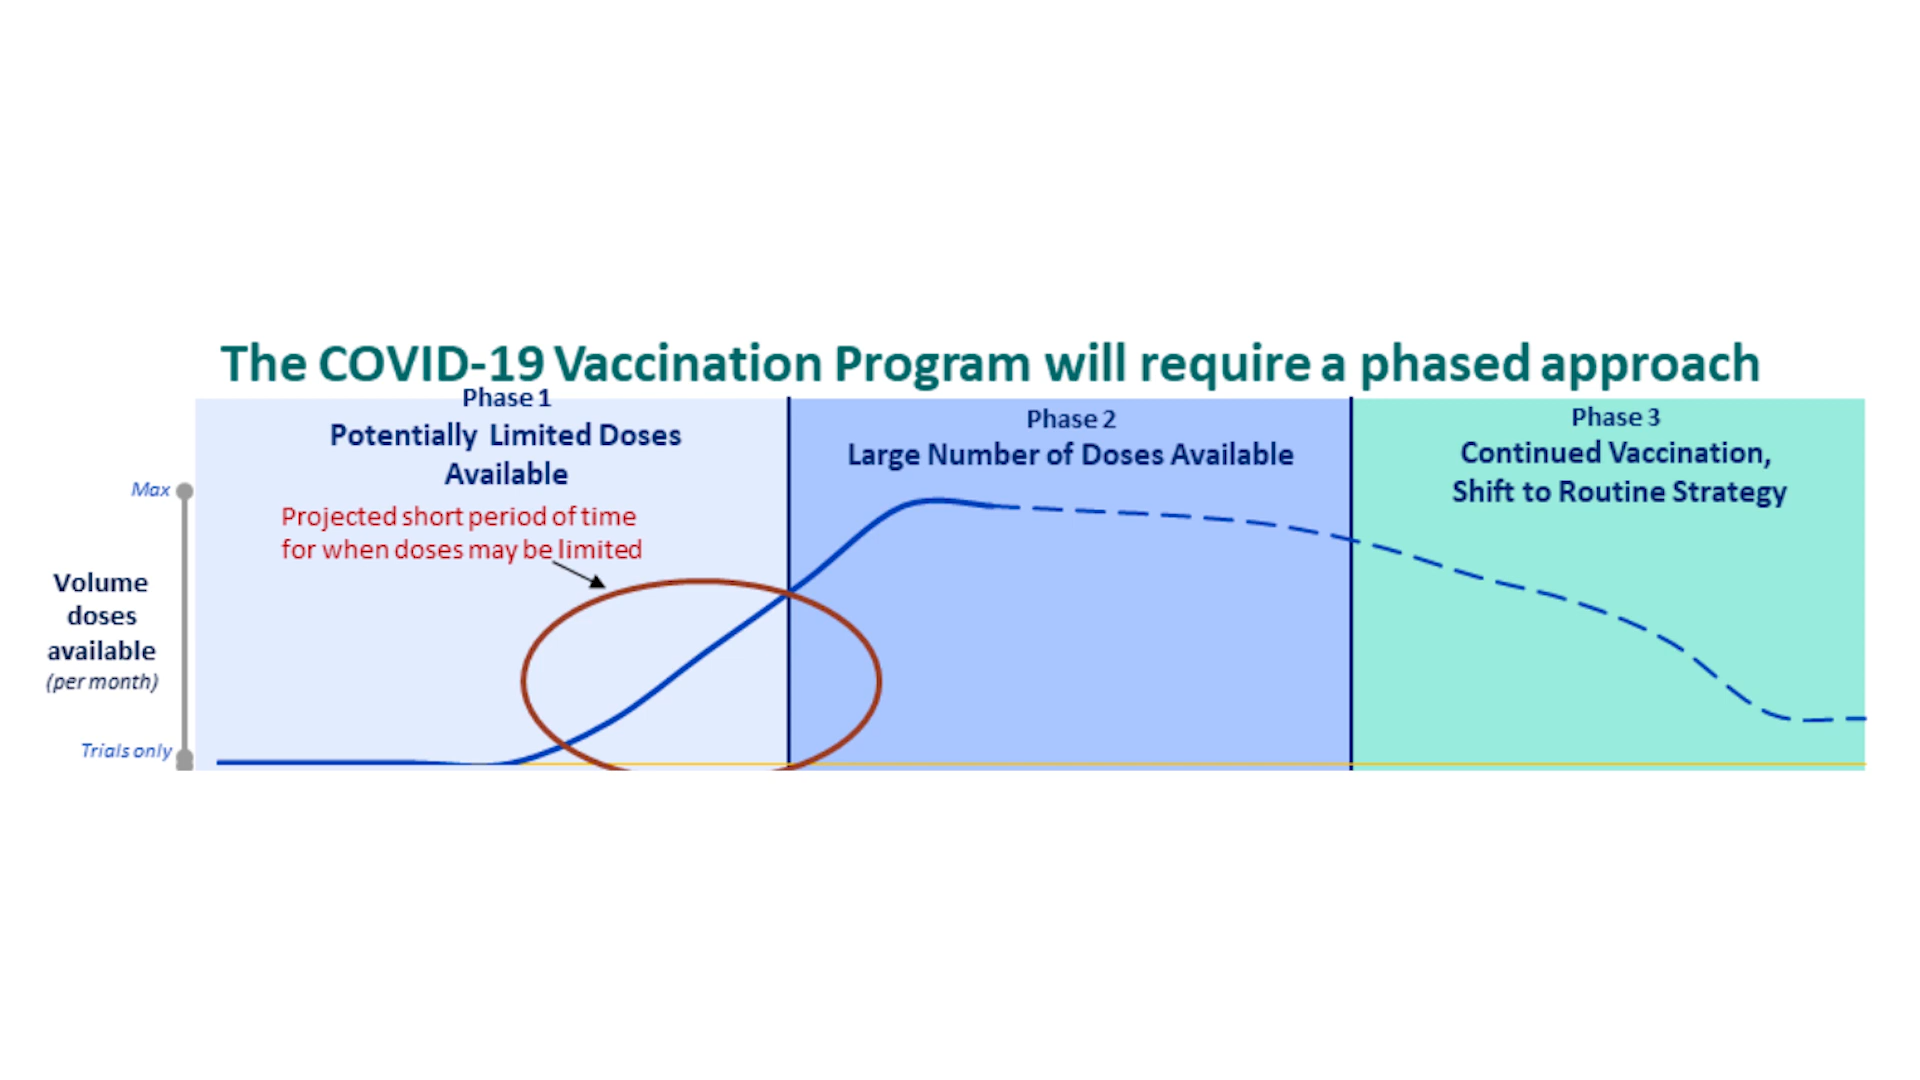 The COVID-19 Vaccination Program will require a phased approach
Phase 1
Potentially Limited Doses
Available
Projected short period of time
for when doses may be limited
Phase 2
Large Number of Doses Available
Phase 3
Continued Vaccination,
Shift to Routine Strategy
Max
Volume
doses
available
(per month)
Trials only